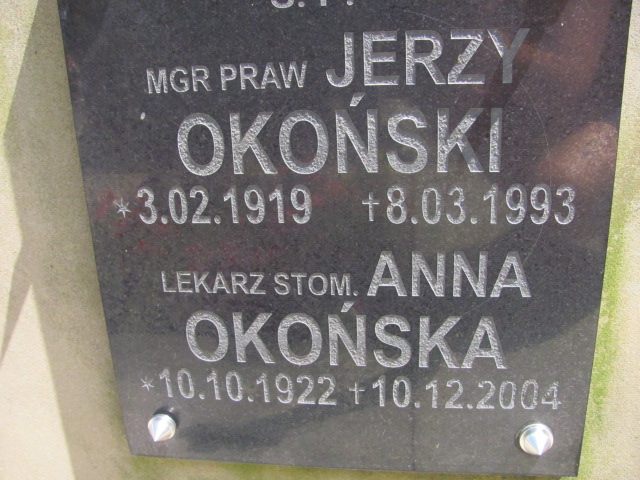 MGR PRAW JERZY
OKOŃSKI
*3.02.1919 †8.03.1993
LEKARZ STOM. ANNA
OKOŃSKA
*10.10.1922 †10.12.2004